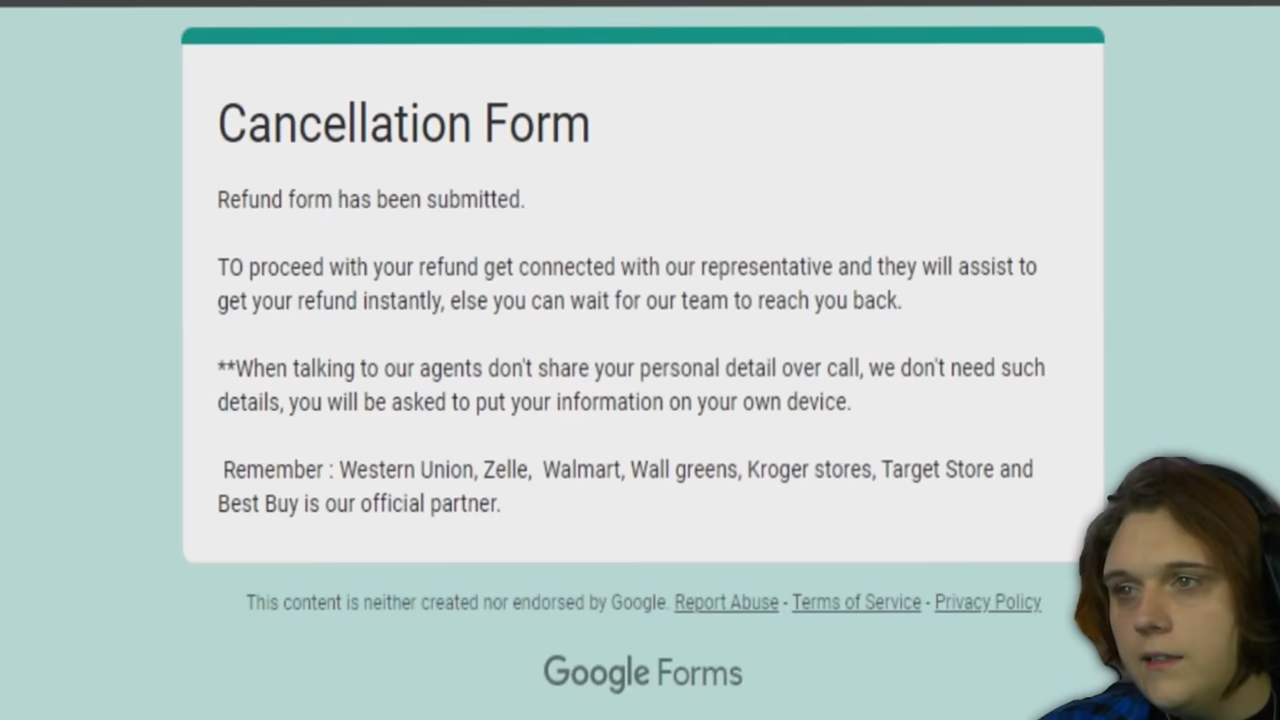 Cancellation Form
Refund form has been submitted.
TO proceed with your refund get connected with our representative and they will assist to
get your refund instantly, else you can wait for our team to reach you back.
**When talking to our agents don't share your personal detail over call, we don't need such
details, you will be asked to put your information on your own device.
Remember : Western Union, Zelle,  Walmart, Wall greens, Kroger stores, Target Store and
Best Buy is our official partner.
This content is neither created nor endorsed by Google. Report Abuse - Terms of Service - Privacy Policy
Google Forms